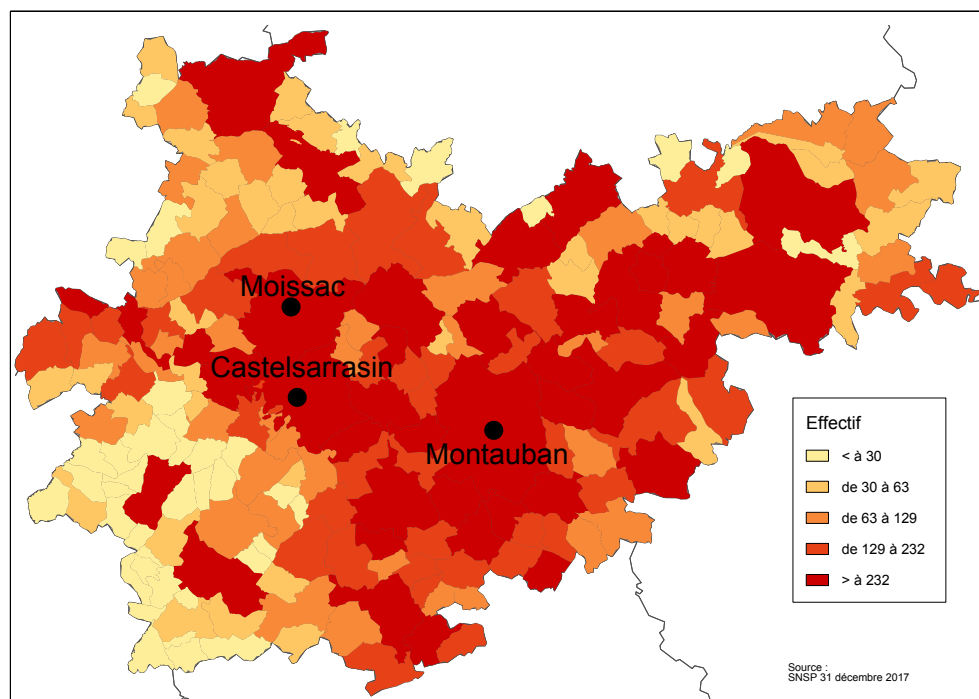 Moissac
Castelsarrasin
Montauban
Effectif
< à 30
de 30 à 63
de 63 à 129
de 129 à 232
> à 232
Source :
SNSP 31 décembre 2017